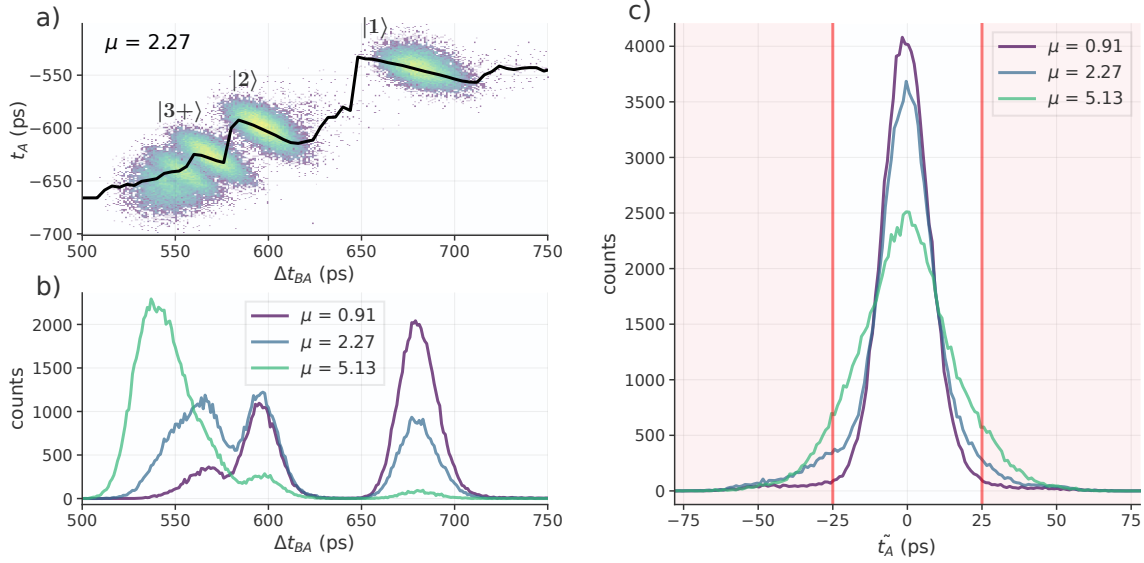 a)
μ = 2.27
|1⟩
|2⟩
|3+⟩
−550
−600
−650
−700
t_A (ps)
500
550
600
650
700
750
Δt_BA (ps)
b)
μ = 0.91
μ = 2.27
μ = 5.13
2000
1500
1000
500
0
counts
500
550
600
650
700
750
Δt_BA (ps)
c)
μ = 0.91
μ = 2.27
μ = 5.13
4000
3500
3000
2500
2000
1500
1000
500
0
counts
−75
−50
−25
0
25
50
75
t̃_A (ps)